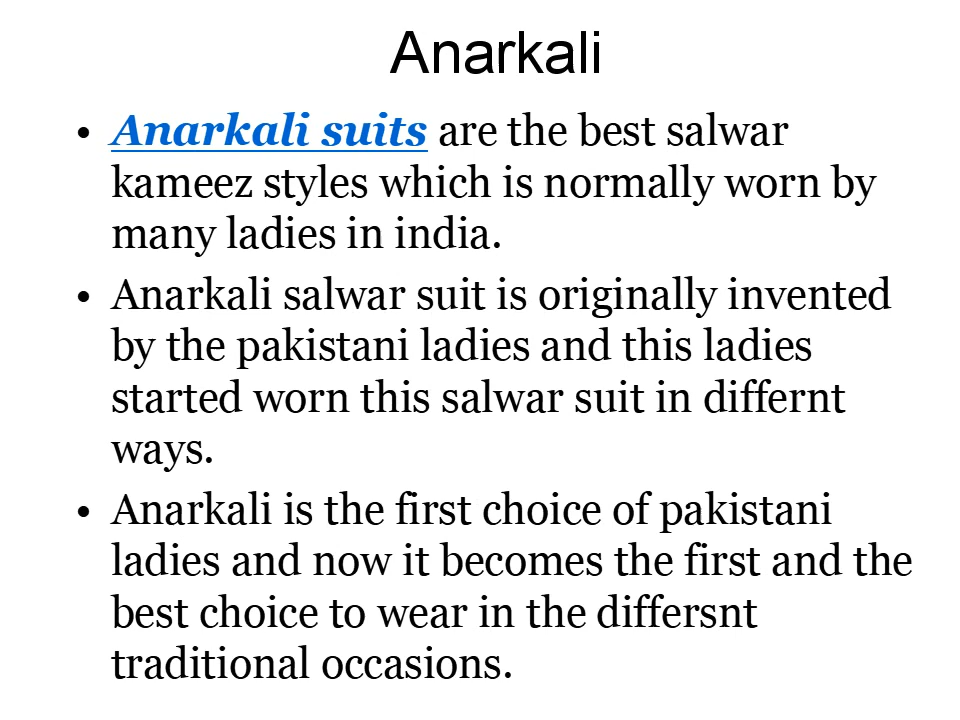 Anarkali
• Anarkali suits are the best salwar
kameez styles which is normally worn by
many ladies in india.
• Anarkali salwar suit is originally invented
by the pakistani ladies and this ladies
started worn this salwar suit in differnt
ways.
• Anarkali is the first choice of pakistani
ladies and now it becomes the first and the
best choice to wear in the differsnt
traditional occasions.